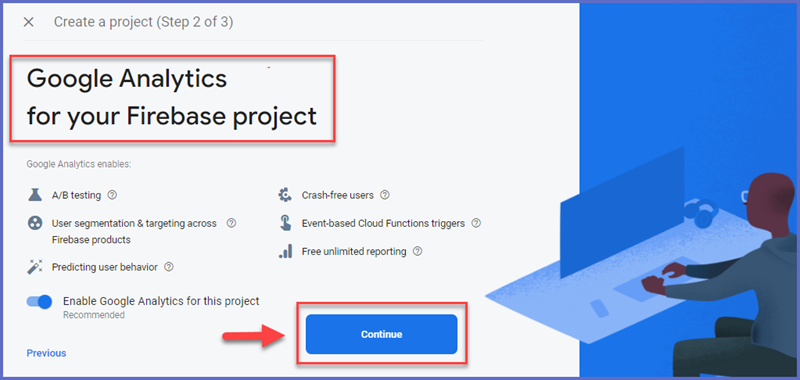 Create a project (Step 2 of 3)
Google Analytics
for your Firebase project
Google Analytics enables:
A/B testing
User segmentation & targeting across
Firebase products
Predicting user behavior
Crash-free users
Event-based Cloud Functions triggers
Free unlimited reporting
Enable Google Analytics for this project
Recommended
Continue
Previous